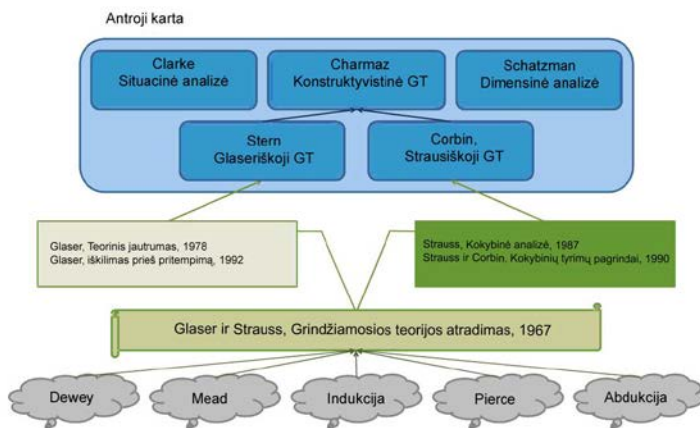 Antroji karta
Clarke
Situacinė analizė
Charmaz
Konstruktyvistinė GT
Schatzman
Dimensinė analizė
Stern
Glaseriškoji GT
Corbin,
Strausiškoji GT
Glaser, Teorinis jautrumas, 1978
Glaser, iškilimas prieš pritempimą, 1992
Strauss, Kokybinė analizė, 1987
Strauss ir Corbin, Kokybinių tyrimų pagrindai, 1990
Glaser ir Strauss, Grindžiamosios teorijos atradimas, 1967
Dewey
Mead
Indukcija
Pierce
Abdukcija